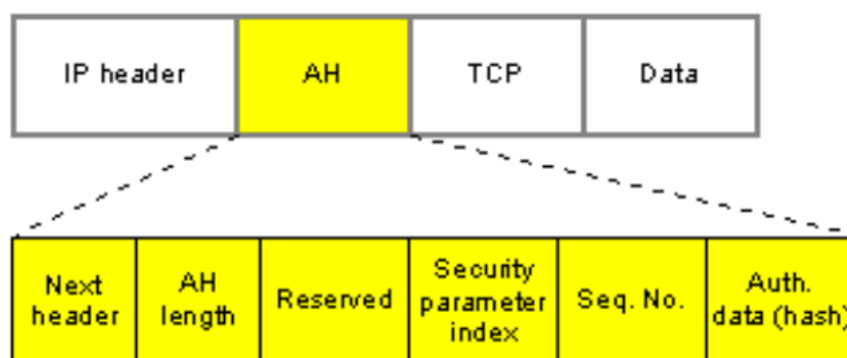 IP header
AH
TCP
Data
Next
header
AH
length
Reserved
Security
parameter
index
Seq. No.
Auth.
data (hash)